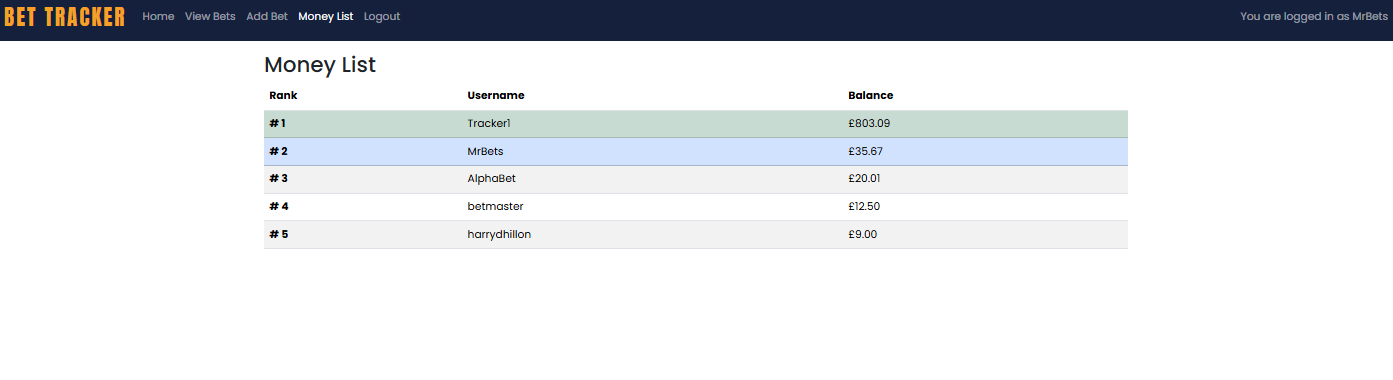 BET TRACKER Home View Bets Add Bet Money List Logout You are logged in as MrBets
Money List
Rank Username Balance
# 1 Tracker1 £803.09
# 2 MrBets £35.67
# 3 AlphaBet £20.01
# 4 betmaster £12.50
# 5 harrydhillon £9.00